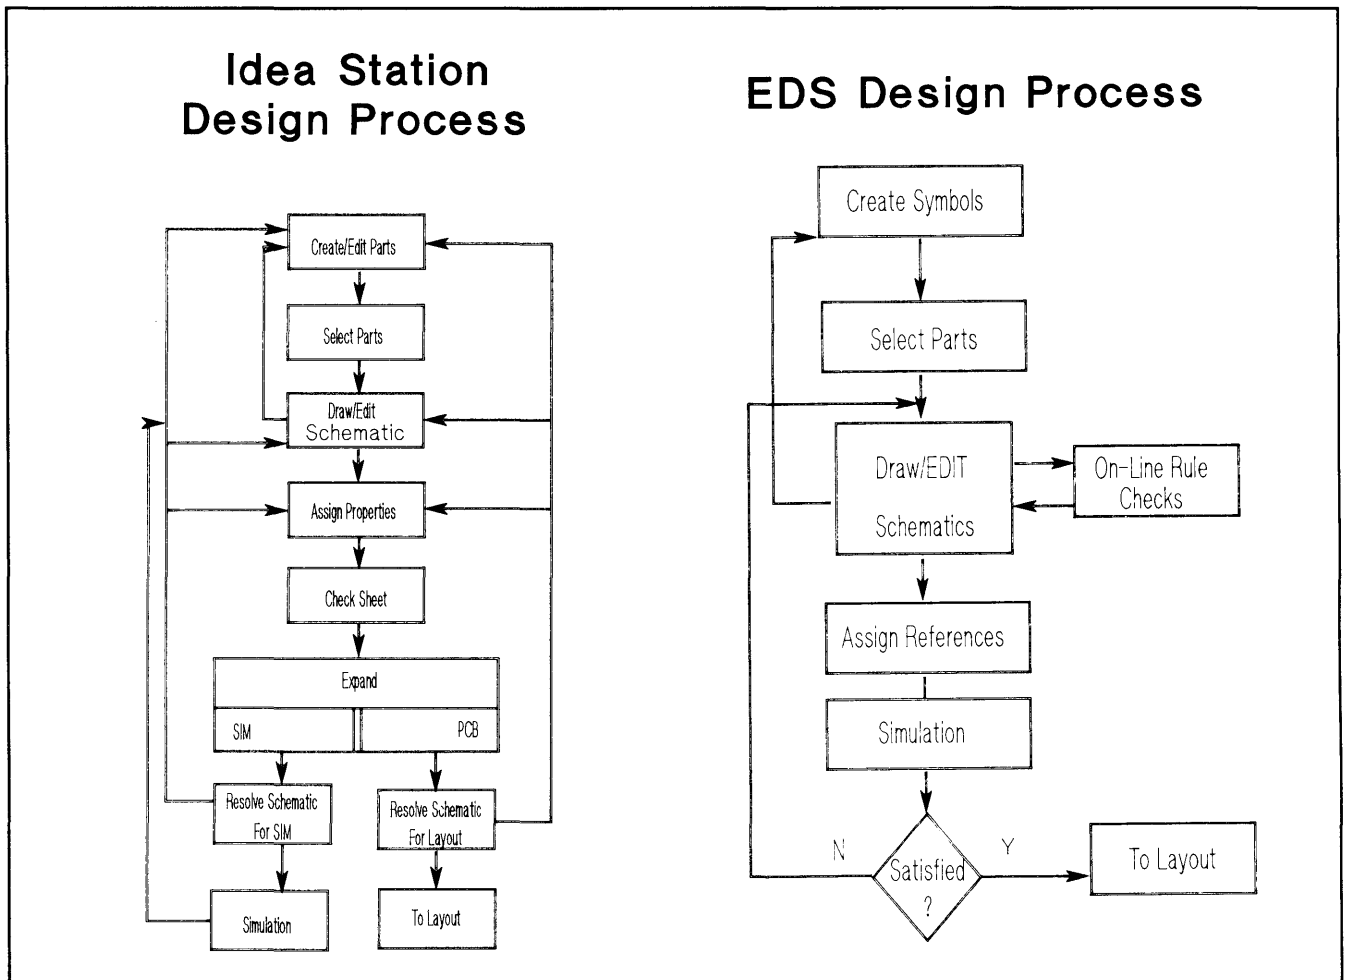 Idea Station
Design Process
Create/Edit Parts
Select Parts
Draw/Edit
Schematic
Assign Properties
Check Sheet
Expand
SIM
PCB
Resolve Schematic
For SIM
Resolve Schematic
For Layout
Simulation
To Layout
EDS Design Process
Create Symbols
Select Parts
Draw/EDIT
Schematics
On-Line Rule
Checks
Assign References
Simulation
N
Satisfied
?
Y
To Layout